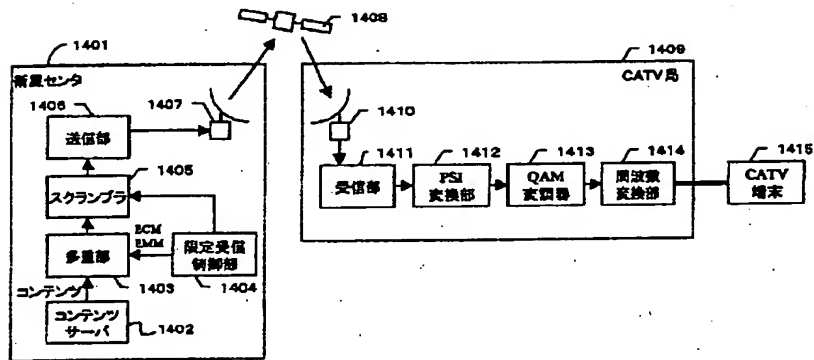 1408
1401
衛星センタ
1406
送信部
1407
1405
スクランブラ
ECM
EMM
多重部
限定受信
制御部
1403
1404
コンテンツ
コンテンツ
サーバ
1402
1409
CATV局
1410
1411
受信部
1412
PSI
変換部
1413
QAM
変調器
1414
周波数
変換部
1415
CATV
端末